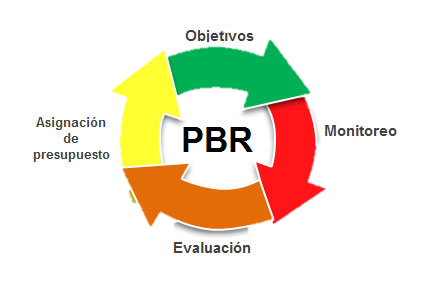 Objetivos
Asignación
de
presupuesto
PBR
Monitoreo
Evaluación